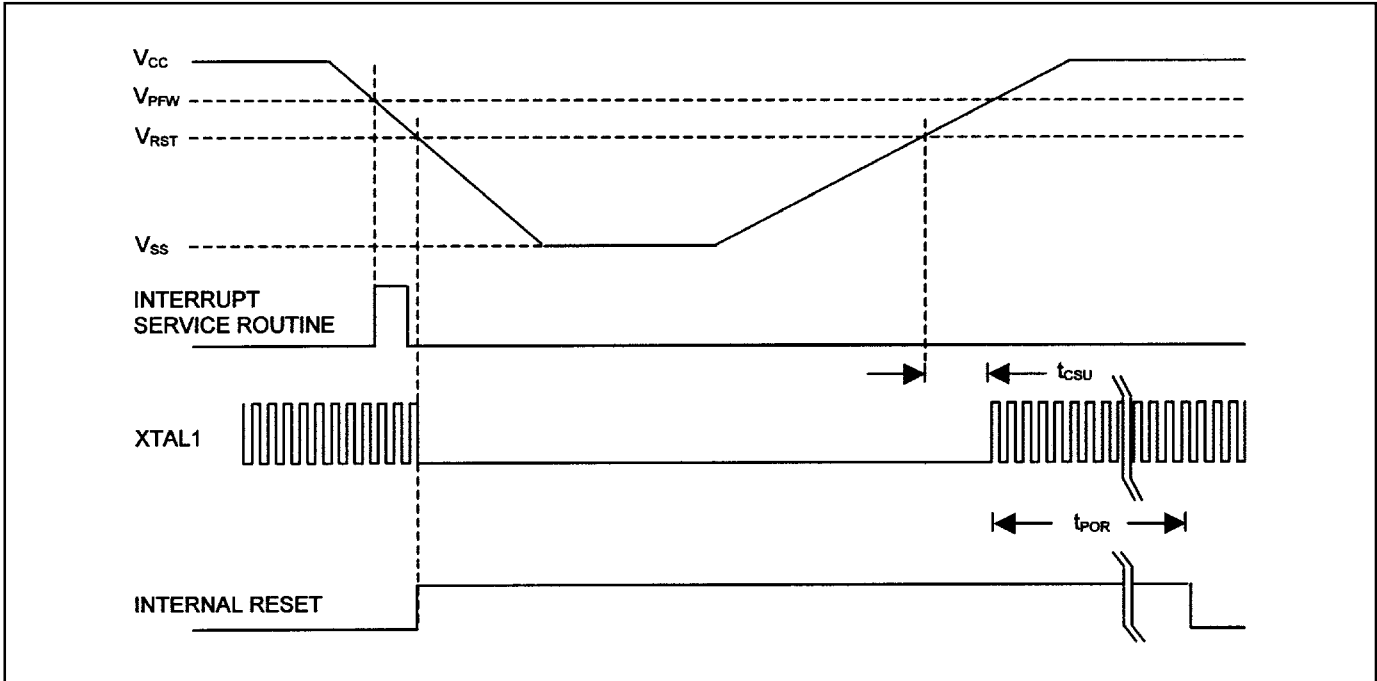 VCC
VPFW
VRST
VSS
INTERRUPT
SERVICE ROUTINE
tCSU
XTAL1
tPOR
INTERNAL RESET